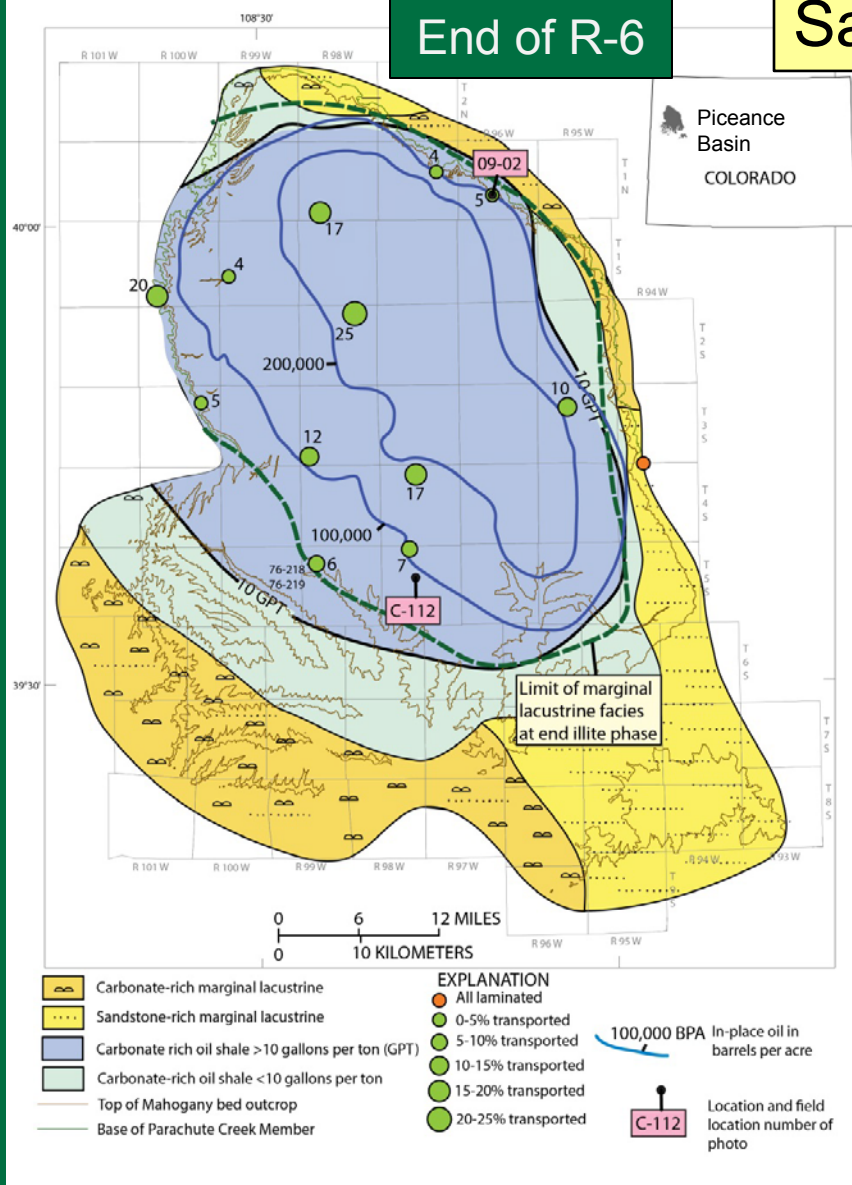 End of R-6
Sa
108°30'
R 101 W
R 100 W
R 99 W
R 98 W
T 2 N
R 96 W
R 95 W
Piceance
Basin
COLORADO
4
09-02
5
T 1 N
17
40°00'
T 1 S
4
20
R 94 W
25
T 2 S
200,000
10
10 GPT
5
T 3 S
12
17
T 4 S
100,000
76-218
76-219
6
7
T 5 S
10 GPT
C-112
T 6 S
39°30'
Limit of marginal
lacustrine facies
at end illite phase
T 7 S
T 8 S
R 101 W
R 100 W
R 99 W
R 98 W
R 97 W
R 94 W
R 93 W
R 96 W
R 95 W
0 6 12 MILES
0 10 KILOMETERS
Carbonate-rich marginal lacustrine
Sandstone-rich marginal lacustrine
Carbonate rich oil shale >10 gallons per ton (GPT)
Carbonate-rich oil shale <10 gallons per ton
Top of Mahogany bed outcrop
Base of Parachute Creek Member
EXPLANATION
All laminated
0-5% transported
5-10% transported
10-15% transported
15-20% transported
20-25% transported
100,000 BPA
In-place oil in
barrels per acre
C-112
Location and field
location number of
photo